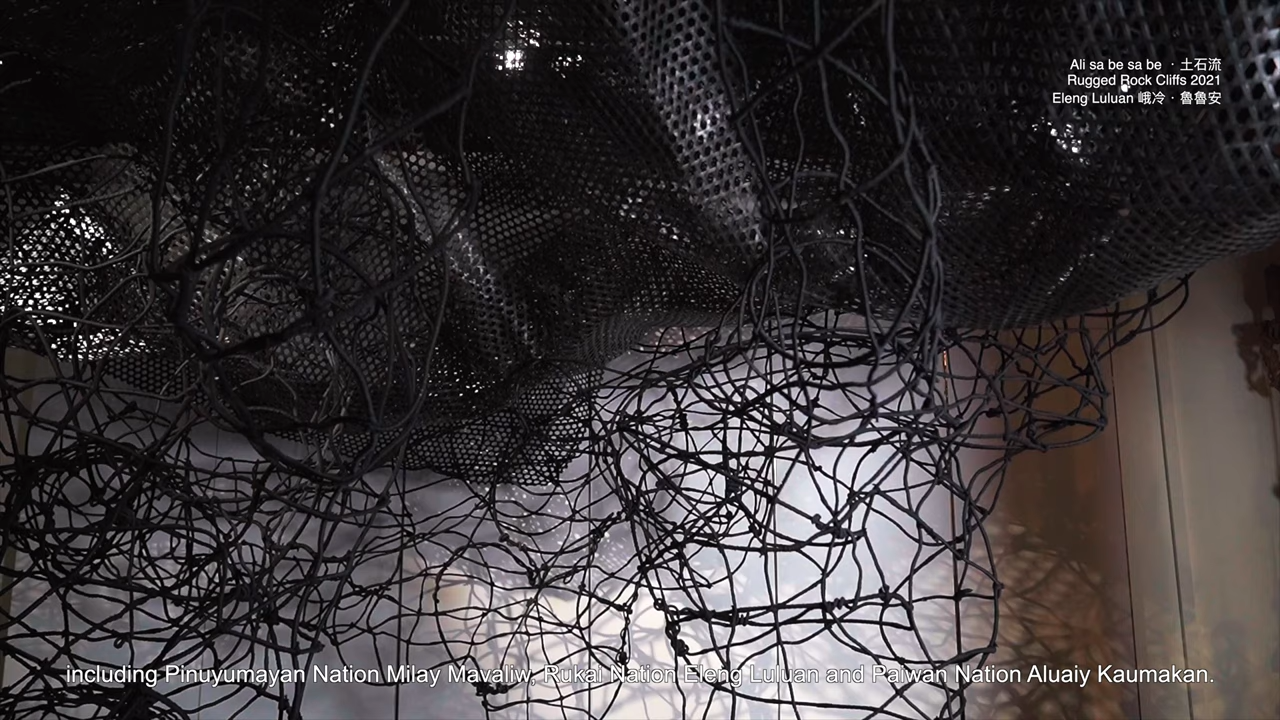 Ali sa be sa be ‧ 土石流
Rugged Rock Cliffs 2021
Eleng Luluan 峨冷‧魯魯安
including Pinuyumayan Nation Milay Mavaliw, Rukai Nation Eleng Luluan and Paiwan Nation Aluaiy Kaumakan.